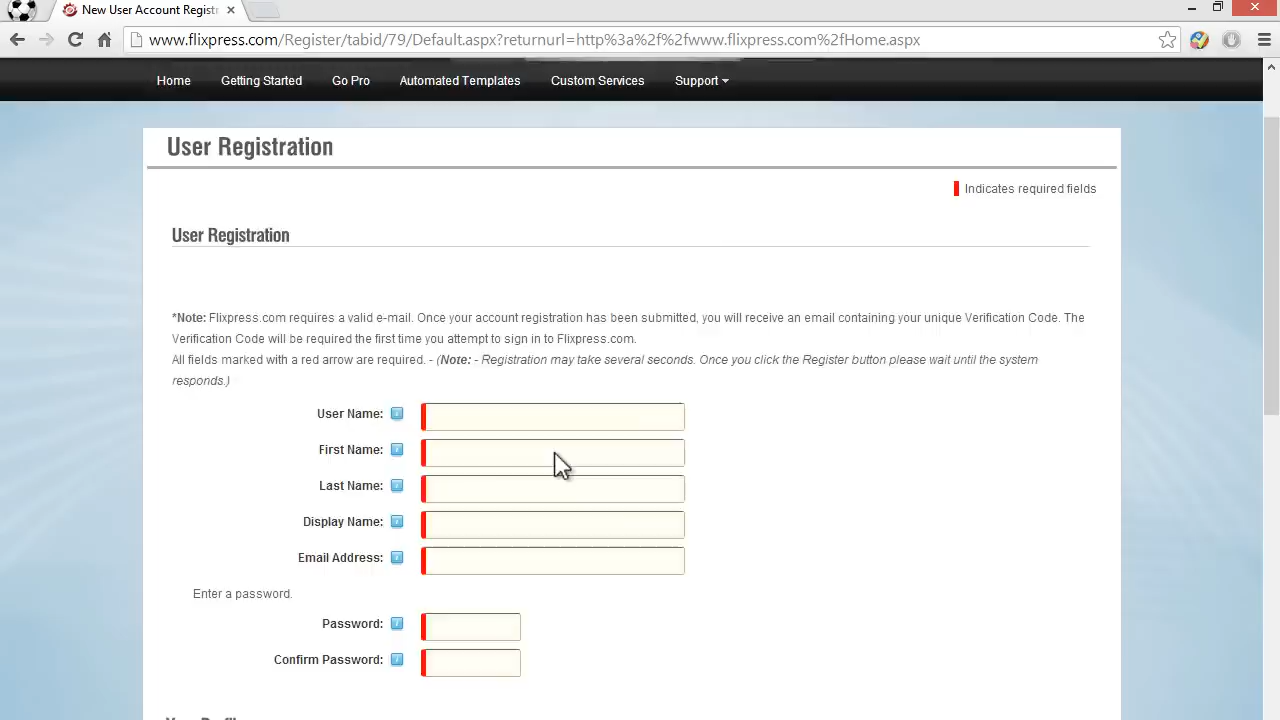 New User Account Registr
www.flixpress.com/Register/tabid/79/Default.aspx?returnurl=http%3a%2f%2fwww.flixpress.com%2fHome.aspx
Home Getting Started Go Pro Automated Templates Custom Services Support
User Registration
Indicates required fields
User Registration
*Note: Flixpress.com requires a valid e-mail. Once your account registration has been submitted, you will receive an email containing your unique Verification Code. The
Verification Code will be required the first time you attempt to sign in to Flixpress.com.
All fields marked with a red arrow are required. - (Note: - Registration may take several seconds. Once you click the Register button please wait until the system
responds.)
User Name:
First Name:
Last Name:
Display Name:
Email Address:
Enter a password.
Password:
Confirm Password: